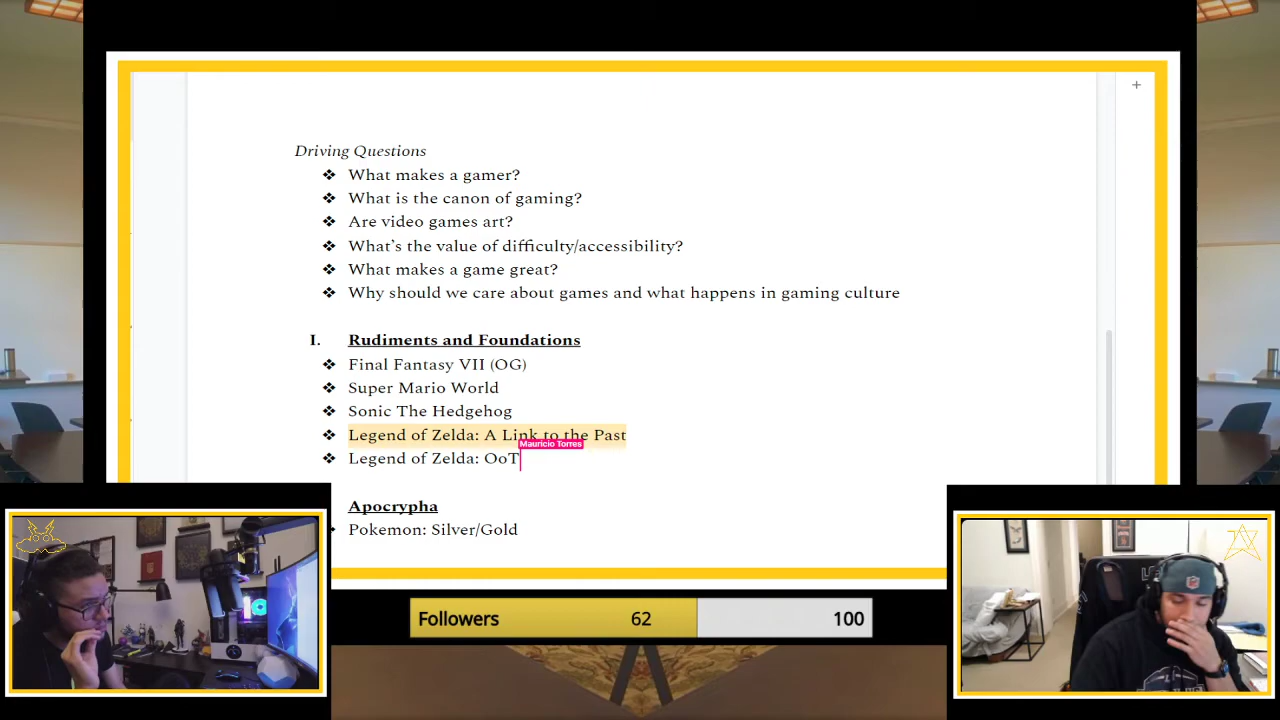 Driving Questions
❖ What makes a gamer?
❖ What is the canon of gaming?
❖ Are video games art?
❖ What’s the value of difficulty/accessibility?
❖ What makes a game great?
❖ Why should we care about games and what happens in gaming culture
I. Rudiments and Foundations
❖ Final Fantasy VII (OG)
❖ Super Mario World
❖ Sonic The Hedgehog
❖ Legend of Zelda: A Link to the Past
Mauricio Torres
❖ Legend of Zelda: OoT
Apocrypha
Pokemon: Silver/Gold
Followers 62 100